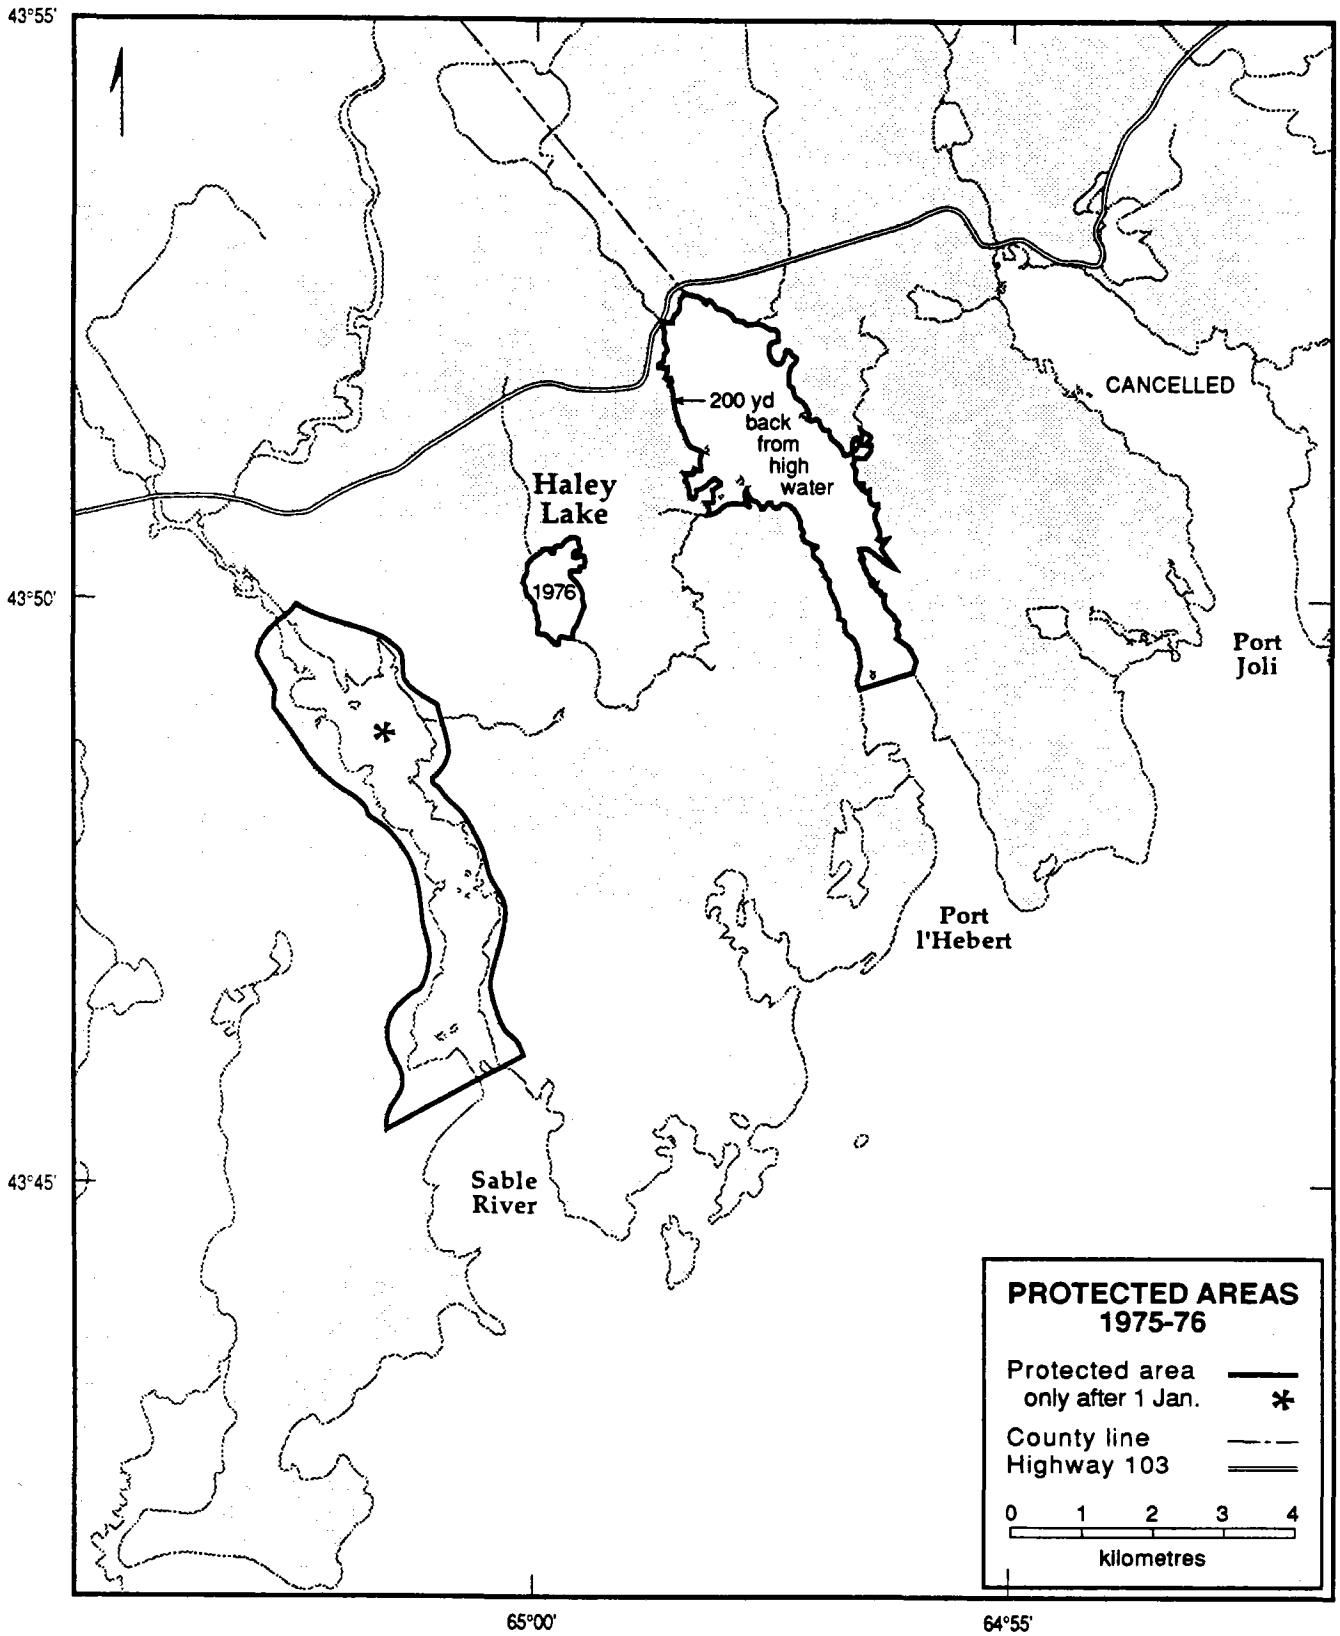 43°55'
CANCELLED
200 yd
back
from
high
water
Haley
Lake
1976
43°50'
Port
Joli
*
Port
l'Hebert
43°45'
Sable
River
PROTECTED AREAS
1975-76
Protected area
only after 1 Jan. *
County line
Highway 103
0 1 2 3 4
kilometres
65°00'
64°55'